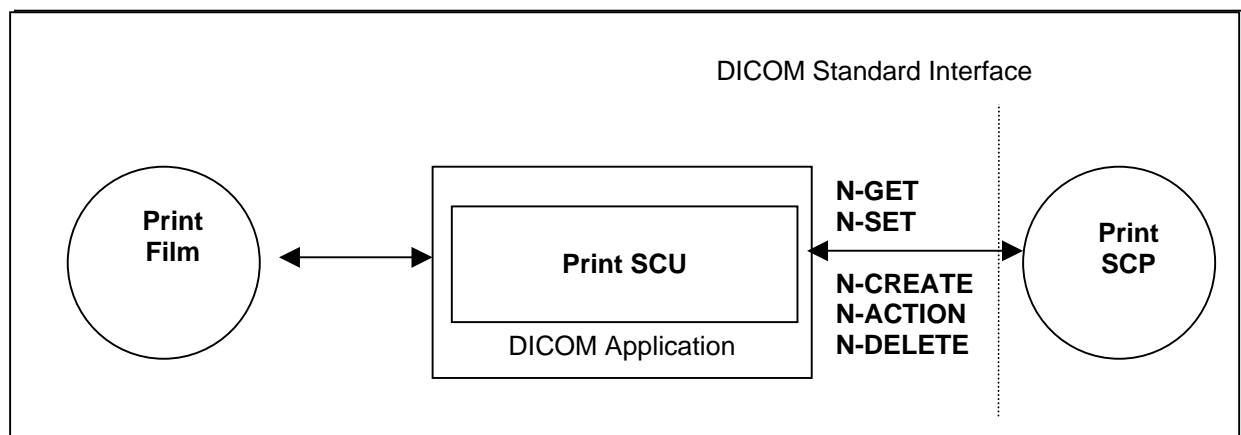 DICOM Standard Interface
Print
Film
Print SCU
DICOM Application
N-GET
N-SET
N-CREATE
N-ACTION
N-DELETE
Print
SCP